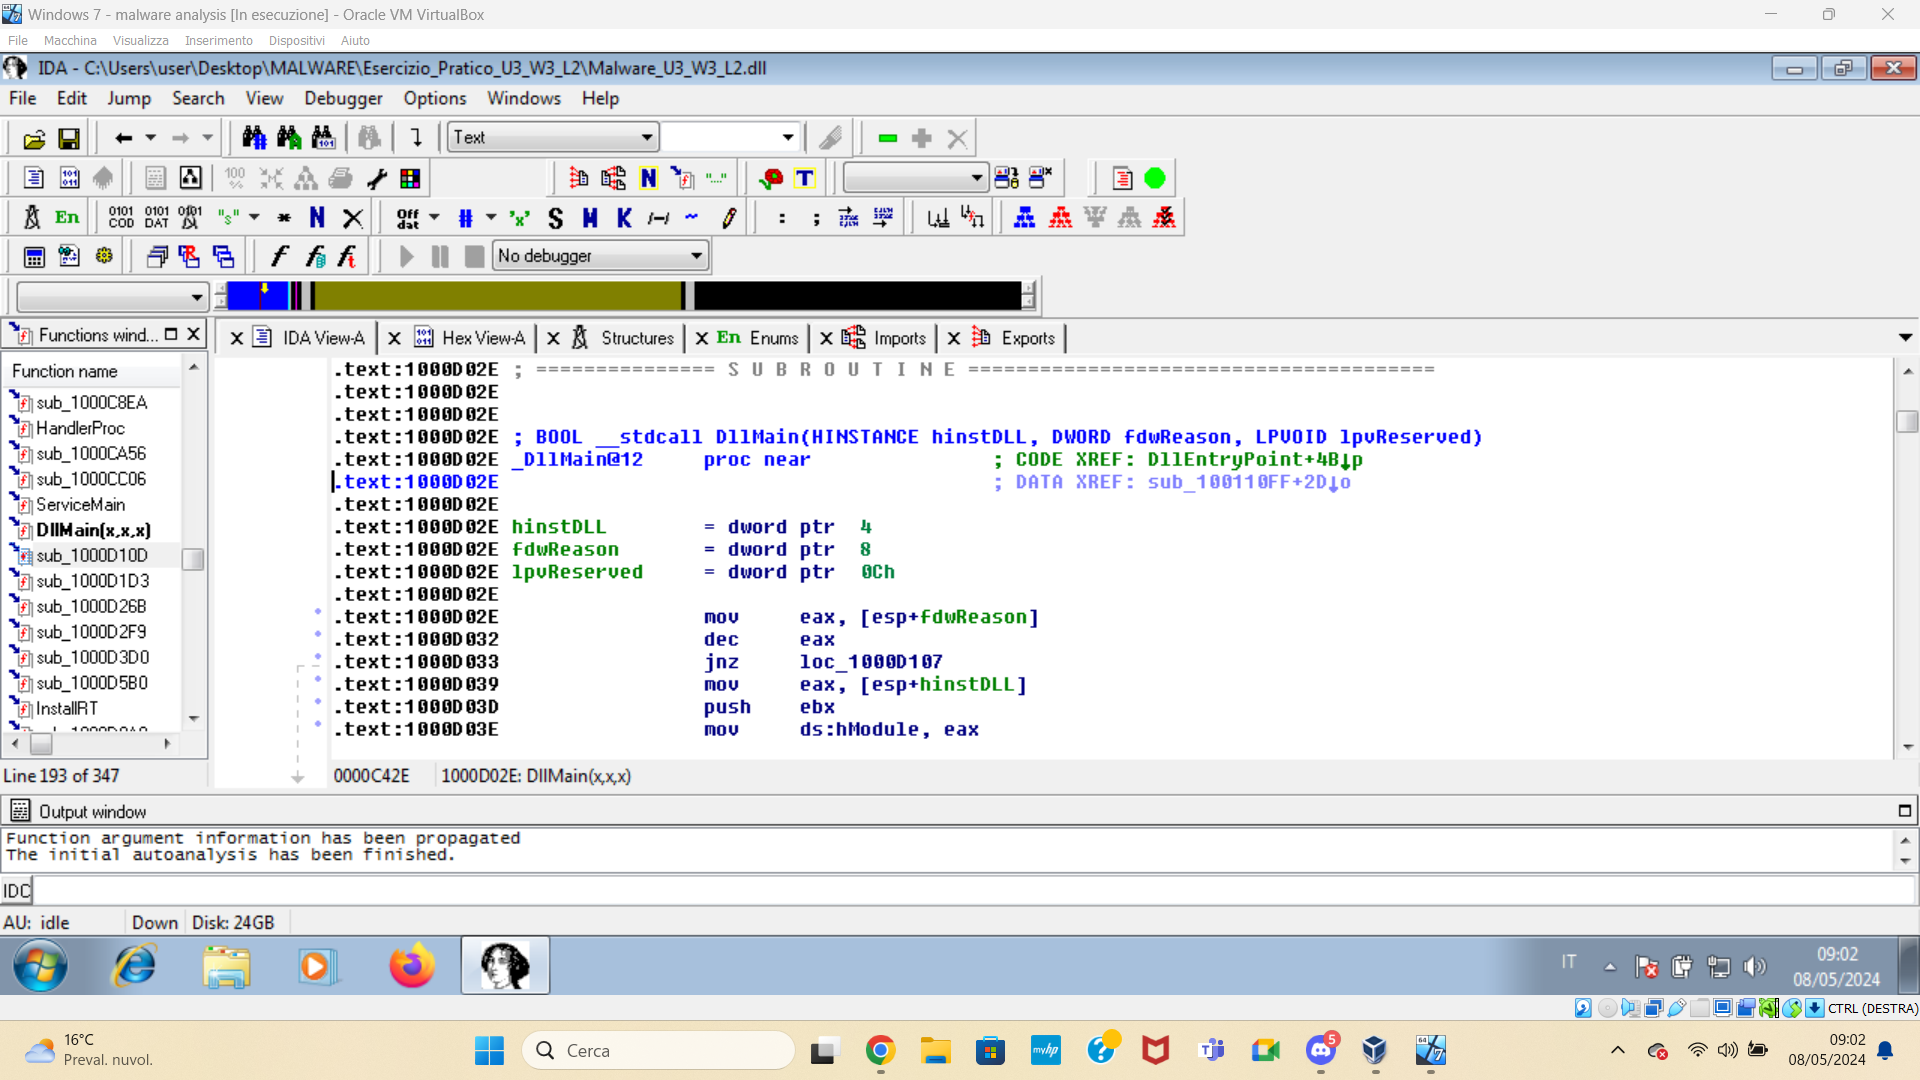 Windows 7 - malware analysis [In esecuzione] - Oracle VM VirtualBox
File Macchina Visualizza Inserimento Dispositivi Aiuto
IDA - C:\Users\user\Desktop\MALWARE\Esercizio_Pratico_U3_W3_L2\Malware_U3_W3_L2.dll
File Edit Jump Search View Debugger Options Windows Help
Text
En
No debugger
Functions wind...
IDA View-A
Hex View-A
Structures
En Enums
Imports
Exports
Function name
sub_1000C8EA
HandlerProc
sub_1000CA56
sub_1000CC06
ServiceMain
DllMain(x,x,x)
sub_1000D10D
sub_1000D1D3
sub_1000D26B
sub_1000D2F9
sub_1000D3D0
sub_1000D5B0
InstallRT
Line 193 of 347
.text:1000D02E ; =============== S U B R O U T I N E =======================================
.text:1000D02E
.text:1000D02E
.text:1000D02E ; BOOL __stdcall DllMain(HINSTANCE hinstDLL, DWORD fdwReason, LPVOID lpvReserved)
.text:1000D02E _DllMain@12 proc near ; CODE XREF: DllEntryPoint+4B↓p
.text:1000D02E ; DATA XREF: sub_100110FF+2D↓o
.text:1000D02E
.text:1000D02E hinstDLL = dword ptr 4
.text:1000D02E fdwReason = dword ptr 8
.text:1000D02E lpvReserved = dword ptr 0Ch
.text:1000D02E
.text:1000D02E mov eax, [esp+fdwReason]
.text:1000D032 dec eax
.text:1000D033 jnz loc_1000D107
.text:1000D039 mov eax, [esp+hinstDLL]
.text:1000D03D push ebx
.text:1000D03E mov ds:hModule, eax
0000C42E 1000D02E: DllMain(x,x,x)
Output window
Function argument information has been propagated
The initial autoanalysis has been finished.
IDC
AU: idle Down Disk: 24GB
IT
09:02
08/05/2024
CTRL (DESTRA)
16°C
Preval. nuvol.
Cerca
5
09:02
08/05/2024